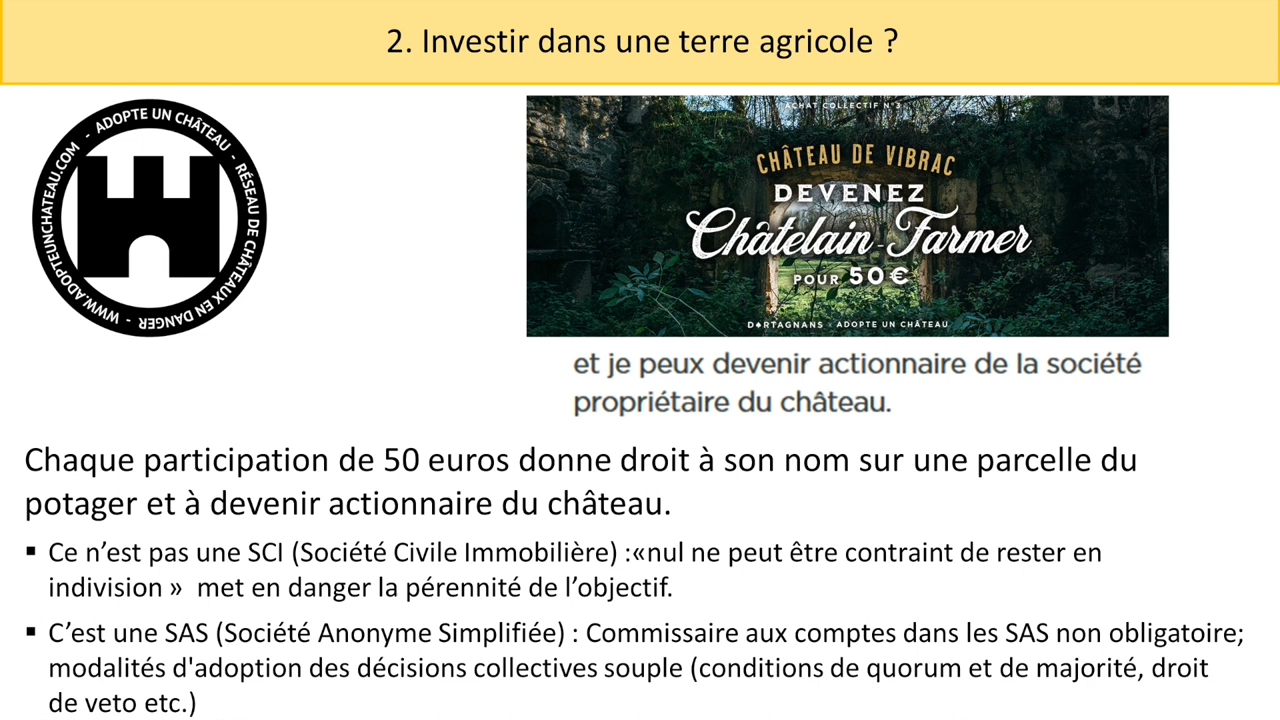 2. Investir dans une terre agricole ?
WWW.ADOPTEUNCHATEAU.COM - ADOPTE UN CHÂTEAU - RÉSEAU DE CHÂTEAUX EN DANGER -
ACHAT COLLECTIF N°3
CHÂTEAU DE VIBRAC
DEVENEZ
Châtelain-Farmer
POUR 50€
D♠RTAGNANS x ADOPTE UN CHÂTEAU
et je peux devenir actionnaire de la société
propriétaire du château.
Chaque participation de 50 euros donne droit à son nom sur une parcelle du
potager et à devenir actionnaire du château.
▪ Ce n’est pas une SCI (Société Civile Immobilière) :«nul ne peut être contraint de rester en
indivision » met en danger la pérennité de l’objectif.
▪ C’est une SAS (Société Anonyme Simplifiée) : Commissaire aux comptes dans les SAS non obligatoire;
modalités d'adoption des décisions collectives souple (conditions de quorum et de majorité, droit
de veto etc.)